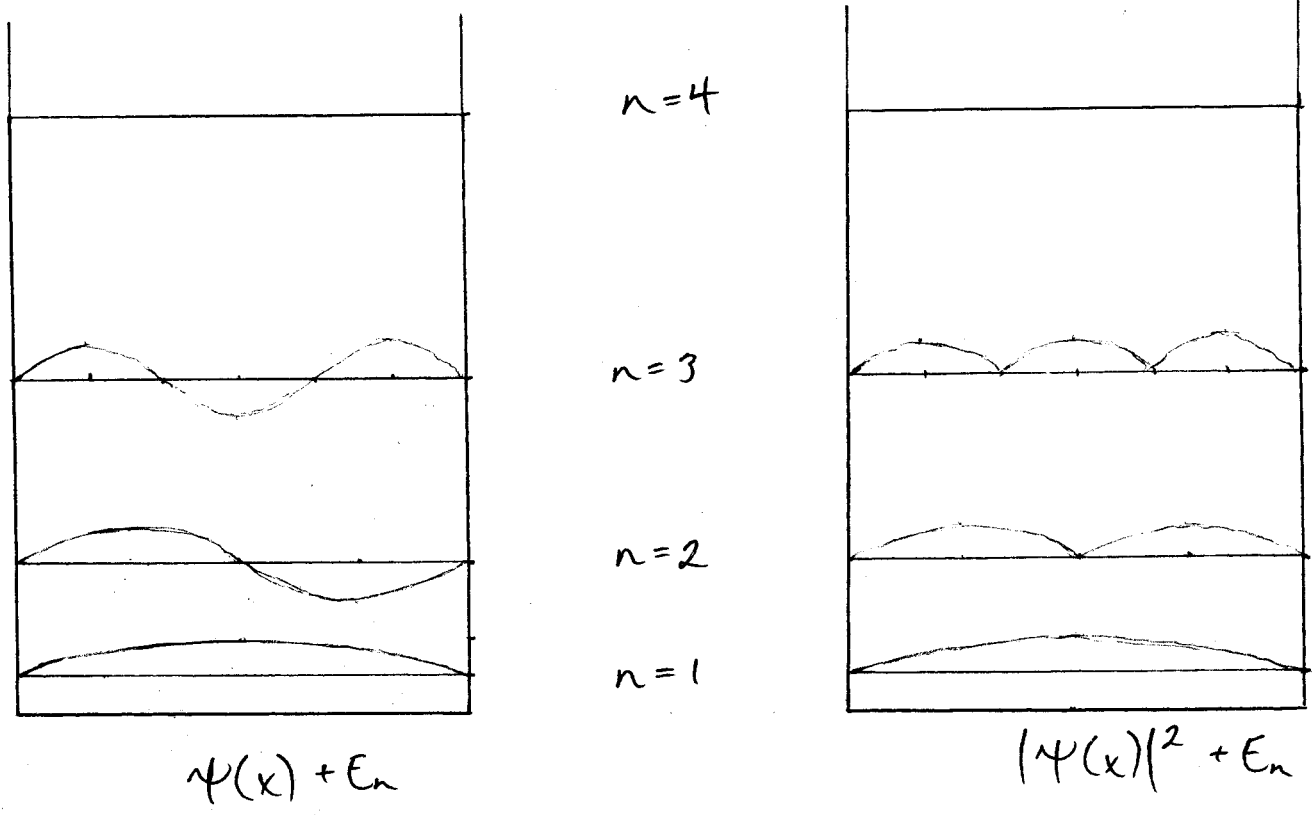 n=4
n=3
n=2
n=1
ψ(x) + En
|ψ(x)|² + En